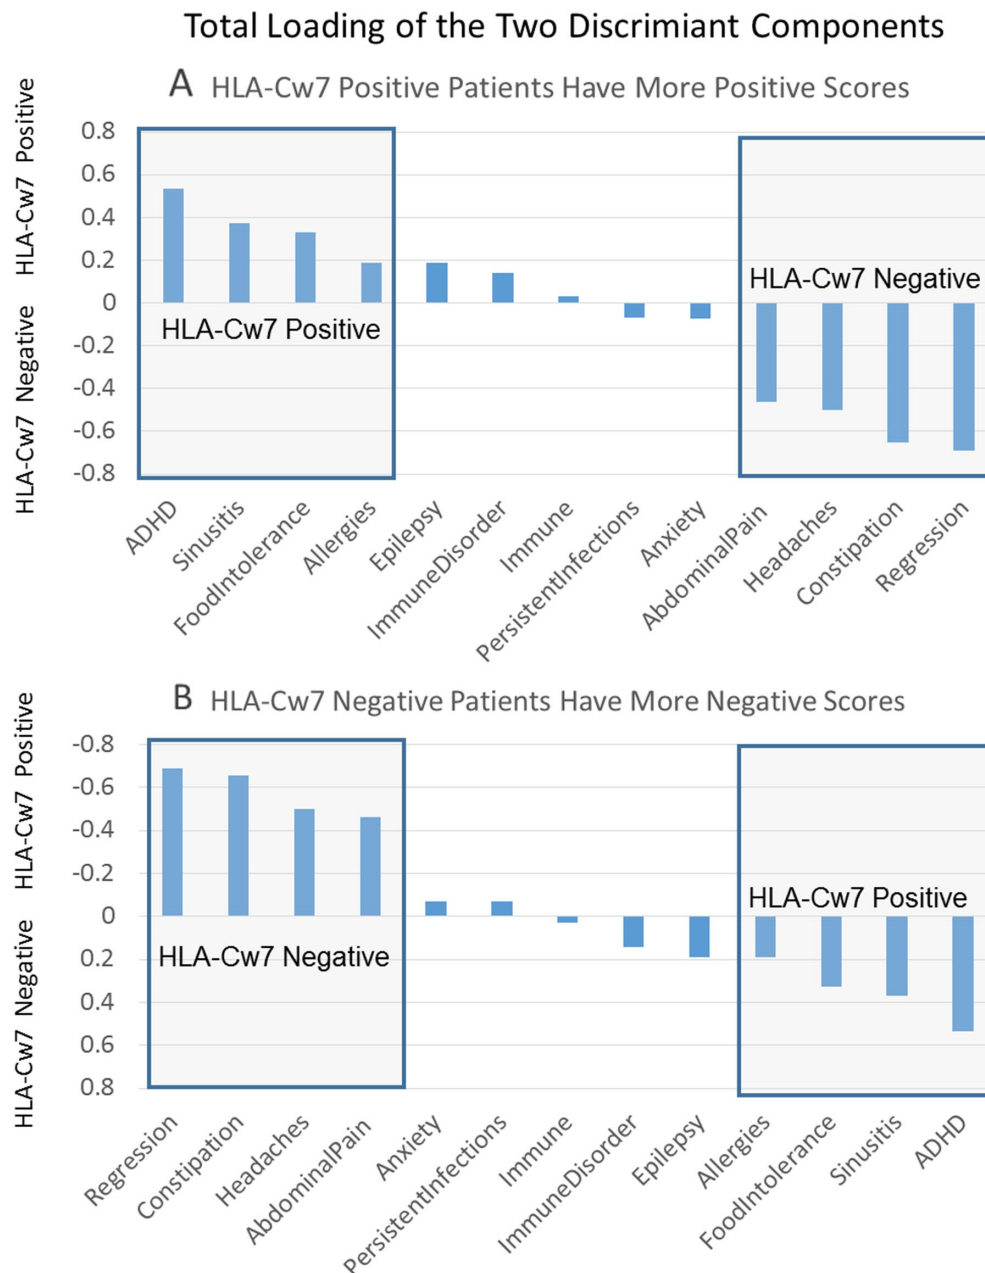 Total Loading of the Two Discrimiant Components
A HLA-Cw7 Positive Patients Have More Positive Scores
HLA-Cw7 Negative HLA-Cw7 Positive
0.8
0.6
0.4
0.2
0
-0.2
-0.4
-0.6
-0.8
HLA-Cw7 Positive
HLA-Cw7 Negative
ADHD
Sinusitis
FoodIntolerance
Allergies
Epilepsy
ImmuneDisorder
Immune
PersistentInfections
Anxiety
AbdominalPain
Headaches
Constipation
Regression
B HLA-Cw7 Negative Patients Have More Negative Scores
HLA-Cw7 Negative HLA-Cw7 Positive
-0.8
-0.6
-0.4
-0.2
0
0.2
0.4
0.6
0.8
HLA-Cw7 Negative
HLA-Cw7 Positive
Regression
Constipation
Headaches
AbdominalPain
Anxiety
PersistentInfections
Immune
ImmuneDisorder
Epilepsy
Allergies
FoodIntolerance
Sinusitis
ADHD